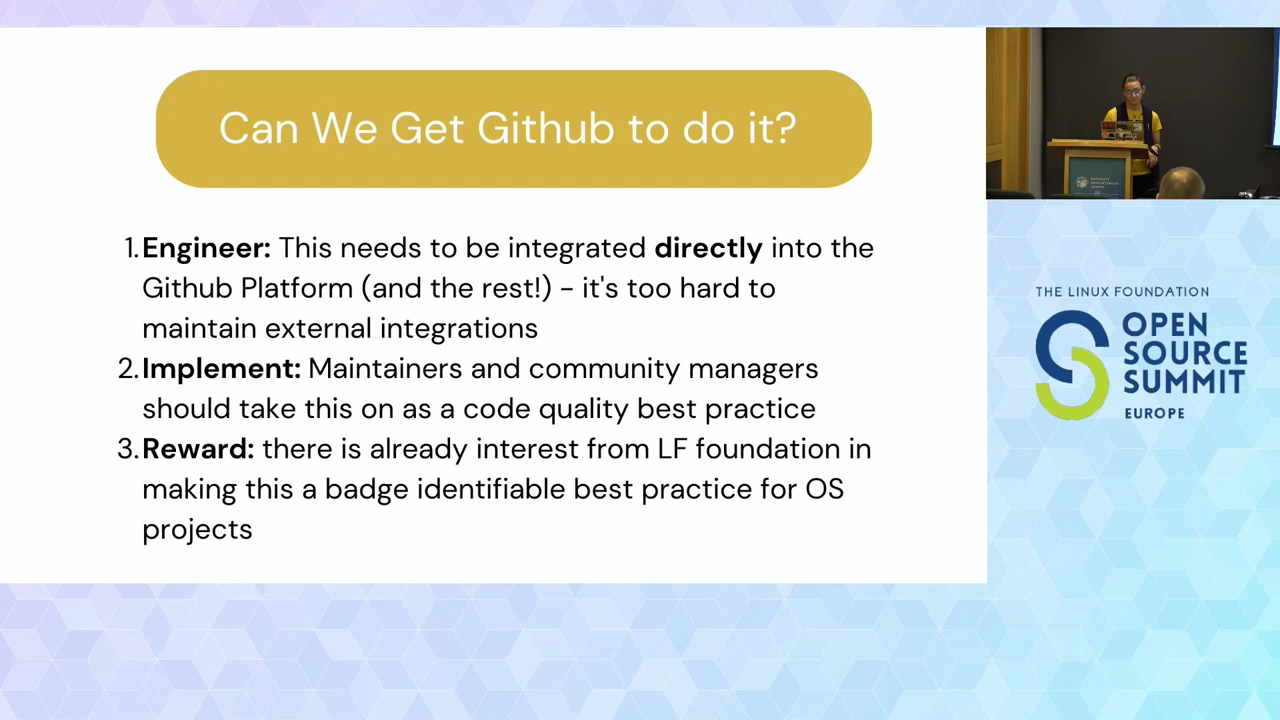 Can We Get Github to do it?
1. Engineer: This needs to be integrated directly into the
Github Platform (and the rest!) - it's too hard to
maintain external integrations
2. Implement: Maintainers and community managers
should take this on as a code quality best practice
3. Reward: there is already interest from LF foundation in
making this a badge identifiable best practice for OS
projects
THE LINUX FOUNDATION
OPEN
SOURCE
SUMMIT
EUROPE